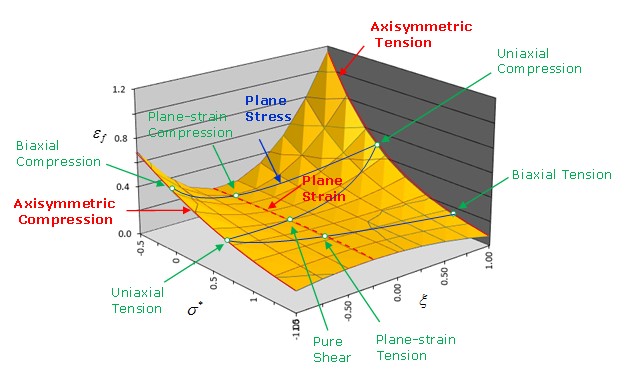 Axisymmetric
Tension
Uniaxial
Compression
1.2
Plane
Stress
Plane-strain
Compression
ε_f
0.8
Biaxial
Compression
Biaxial Tension
Plane
Strain
0.4
Axisymmetric
Compression
0.0
-0.5
0
0.5
1
1.5
-1.00
-0.50
0.00
0.50
1.00
Uniaxial
Tension
σ*
ξ
Pure
Shear
Plane-strain
Tension